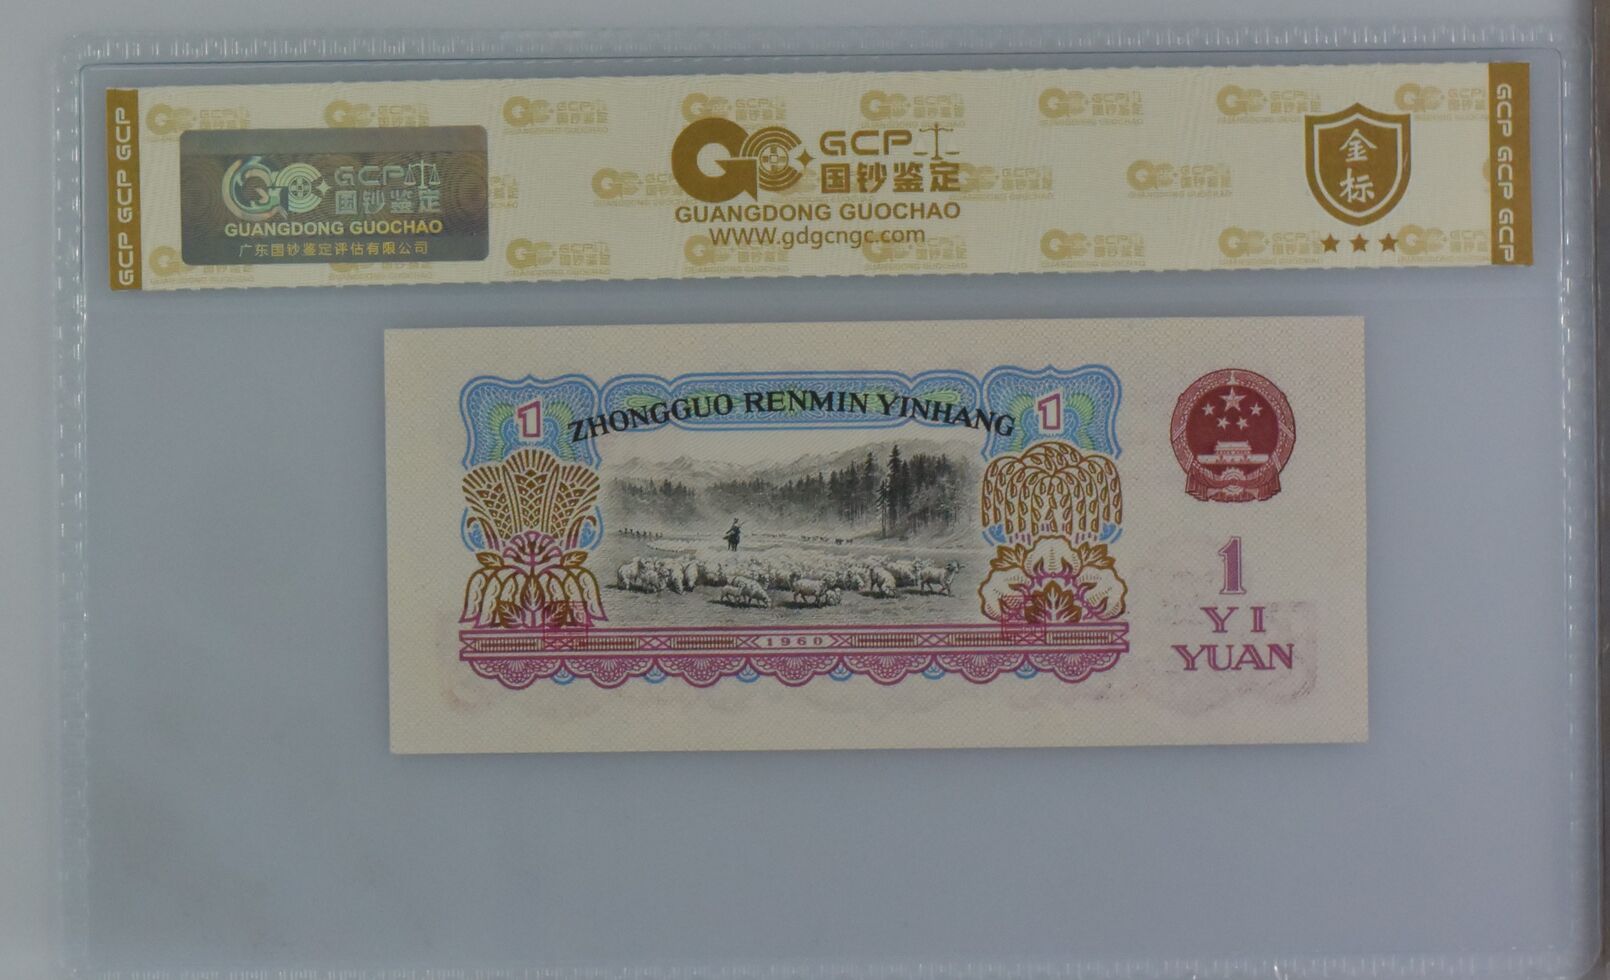 GCP GCP GCP
GCP 国钞鉴定
GUANGDONG GUOCHAO
广东国钞鉴定评估有限公司
GCP
国钞鉴定
GUANGDONG GUOCHAO
WWW.gdgcngc.com
金标
GCP GCP GCP
1
ZHONGGUO RENMIN YINHANG
1
1960
1
YI
YUAN